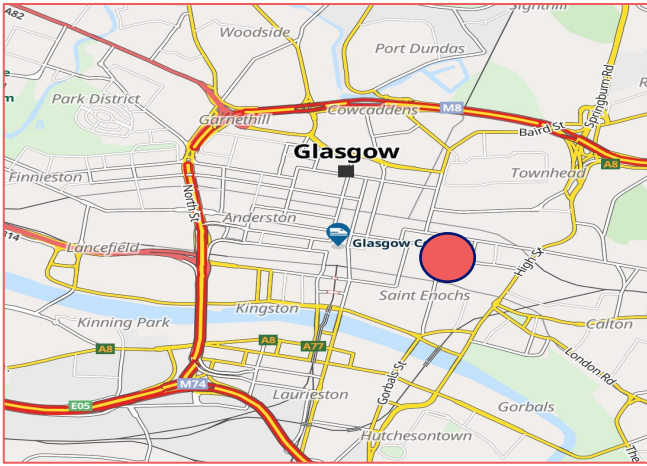 A82
Woodside
Port Dundas
Springburn Rd
Park District
M8
Cowcaddens
Garnethill
Baird St
Glasgow
A8
Townhead
Finnieston
North St
Anderston
Glasgow C
High St
Lancefield
Saint Enochs
Kingston
Kinning Park
Calton
A8
A8
A77
London Rd
M74
Gorbals St
Laurieston
E05
Gorbals
Hutchesontown
The